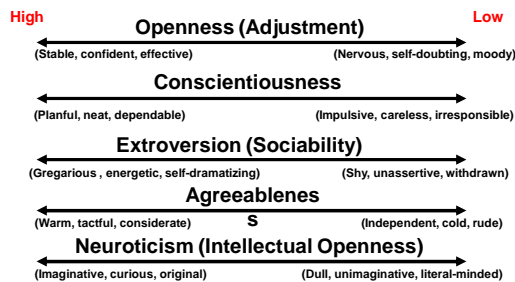 High
Low
Openness (Adjustment)
(Stable, confident, effective)
(Nervous, self-doubting, moody)
Conscientiousness
(Planful, neat, dependable)
(Impulsive, careless, irresponsible)
Extroversion (Sociability)
(Gregarious , energetic, self-dramatizing)
(Shy, unassertive, withdrawn)
Agreeablenes
s
(Warm, tactful, considerate)
(Independent, cold, rude)
Neuroticism (Intellectual Openness)
(Imaginative, curious, original)
(Dull, unimaginative, literal-minded)